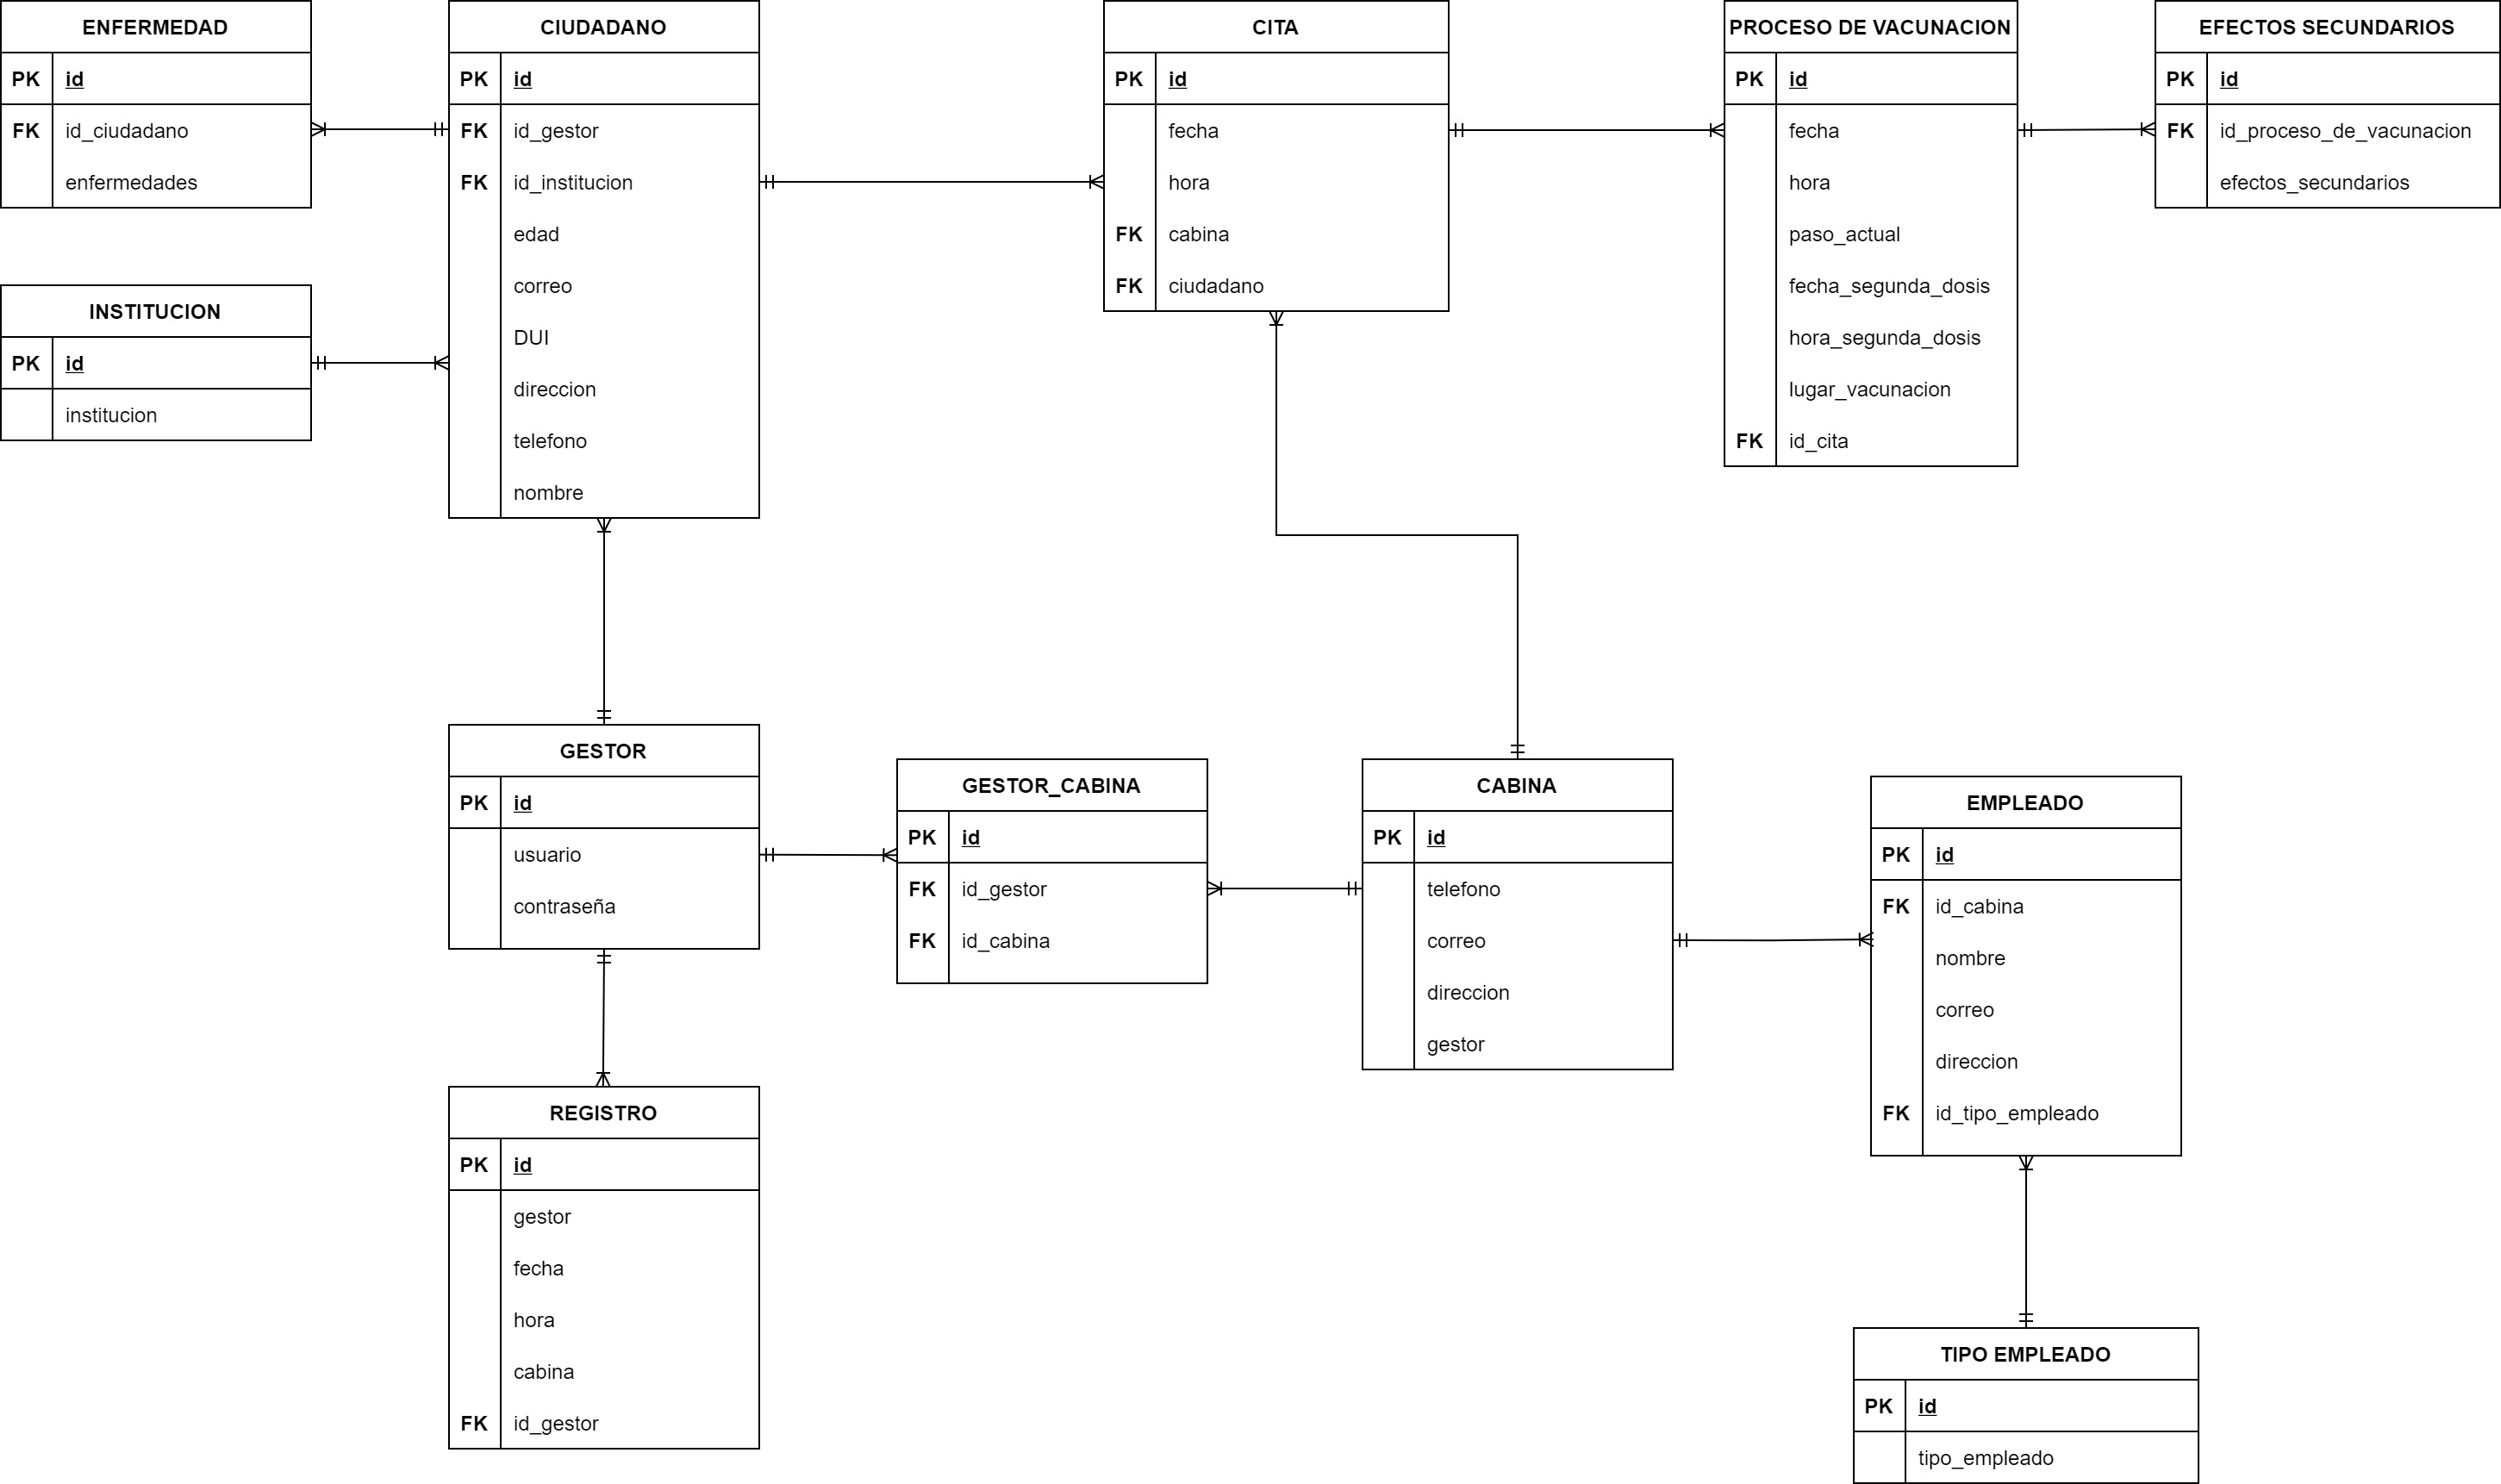 ENFERMEDAD
PK id
FK id_ciudadano
enfermedades
INSTITUCION
PK id
institucion
CIUDADANO
PK id
FK id_gestor
FK id_institucion
edad
correo
DUI
direccion
telefono
nombre
CITA
PK id
fecha
hora
FK cabina
FK ciudadano
PROCESO DE VACUNACION
PK id
fecha
hora
paso_actual
fecha_segunda_dosis
hora_segunda_dosis
lugar_vacunacion
FK id_cita
EFECTOS SECUNDARIOS
PK id
FK id_proceso_de_vacunacion
efectos_secundarios
GESTOR
PK id
usuario
contraseña
GESTOR_CABINA
PK id
FK id_gestor
FK id_cabina
CABINA
PK id
telefono
correo
direccion
gestor
EMPLEADO
PK id
FK id_cabina
nombre
correo
direccion
FK id_tipo_empleado
REGISTRO
PK id
gestor
fecha
hora
cabina
FK id_gestor
TIPO EMPLEADO
PK id
tipo_empleado